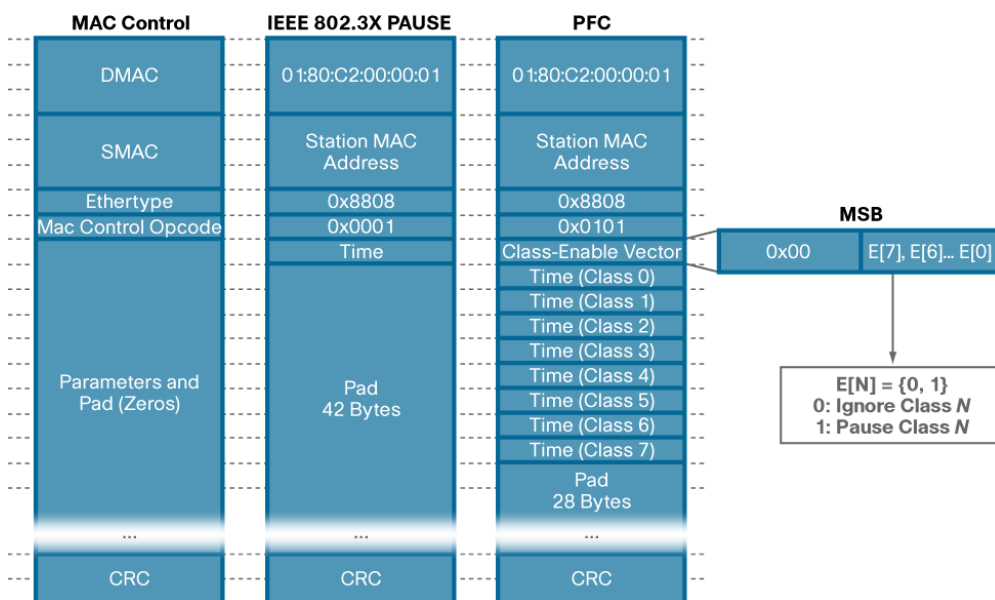 MAC Control
DMAC
SMAC
Ethertype
Mac Control Opcode
Parameters and
Pad (Zeros)
...
CRC
IEEE 802.3X PAUSE
01:80:C2:00:00:01
Station MAC
Address
0x8808
0x0001
Time
Pad
42 Bytes
...
CRC
PFC
01:80:C2:00:00:01
Station MAC
Address
0x8808
0x0101
Class-Enable Vector
Time (Class 0)
Time (Class 1)
Time (Class 2)
Time (Class 3)
Time (Class 4)
Time (Class 5)
Time (Class 6)
Time (Class 7)
Pad
28 Bytes
...
CRC
MSB
0x00
E[7], E[6]... E[0]
E[N] = {0, 1}
0: Ignore Class N
1: Pause Class N